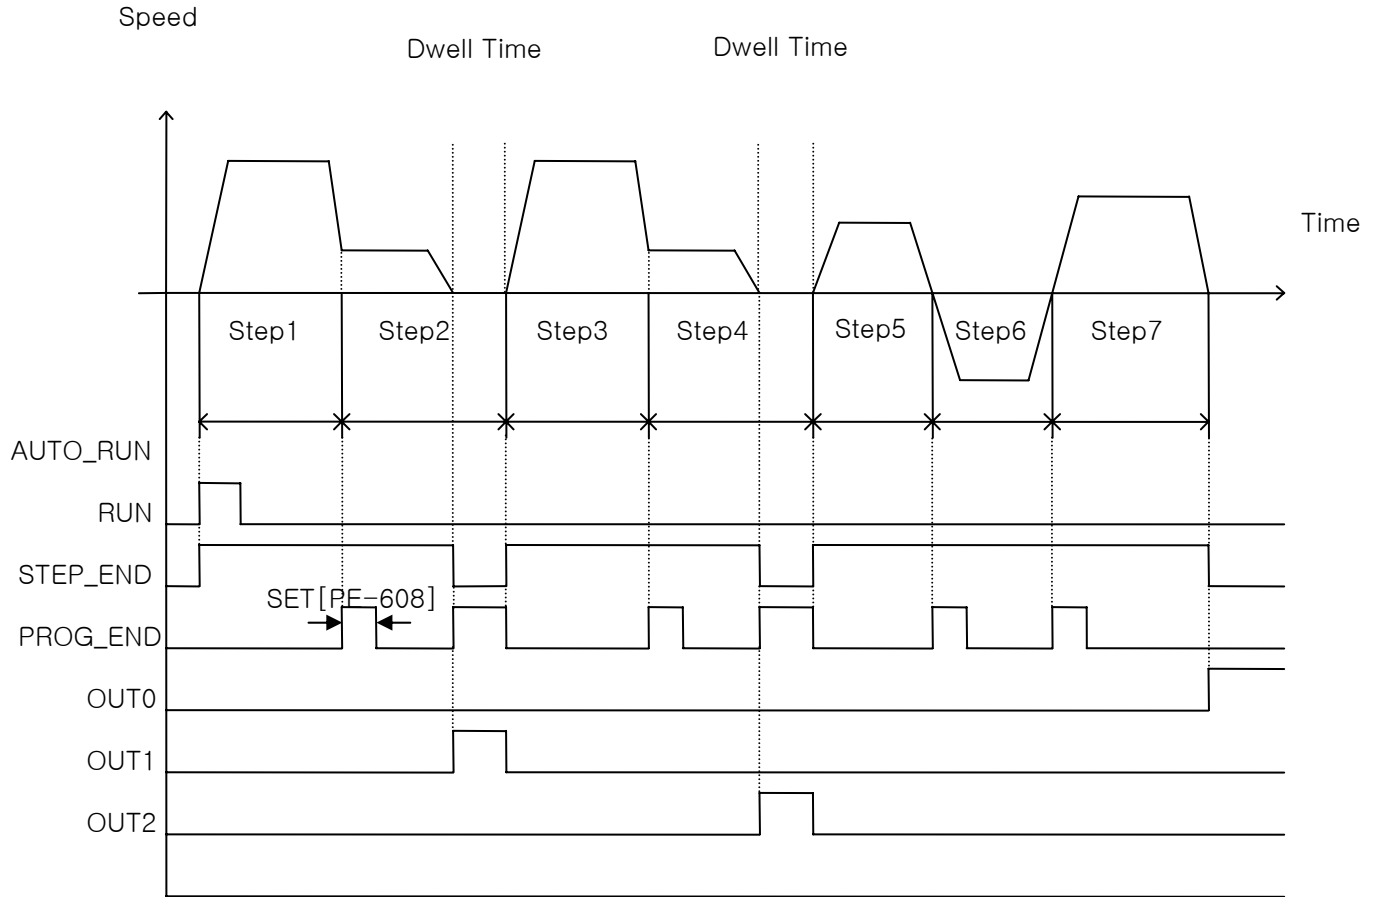 Speed
Dwell Time
Dwell Time
Time
Step1
Step2
Step3
Step4
Step5
Step6
Step7
AUTO_RUN
RUN
STEP_END
SET[PE-608]
PROG_END
OUT0
OUT1
OUT2